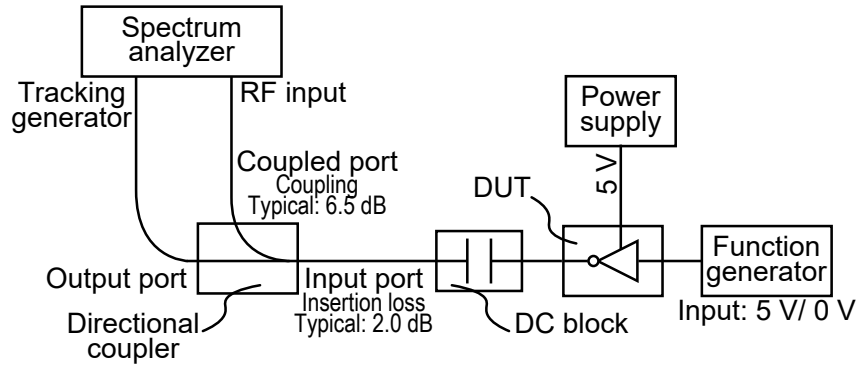 Spectrum
analyzer
Tracking
generator
RF input
Power
supply
Coupled port
Coupling
Typical: 6.5 dB
5 V
DUT
Function
generator
Input: 5 V/ 0 V
Output port
Input port
Insertion loss
Typical: 2.0 dB
Directional
coupler
DC block